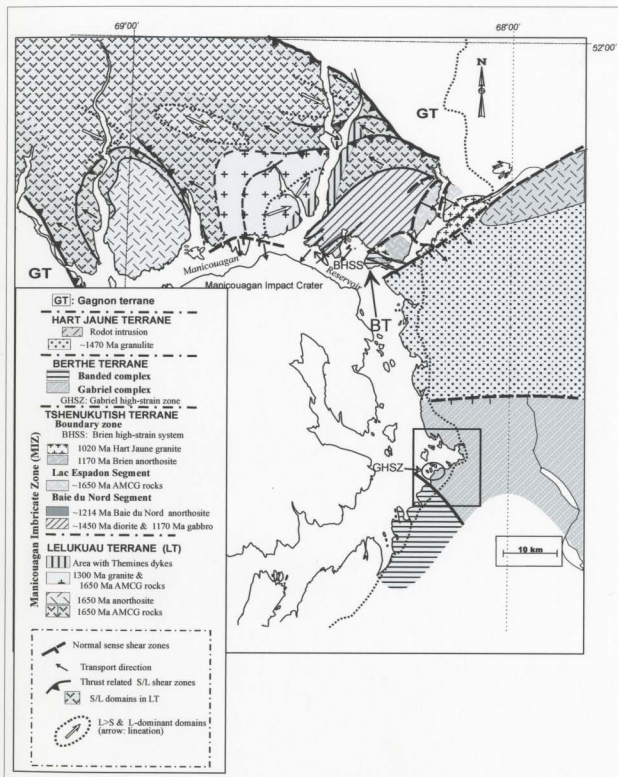 69°00'
68°00'
52°00'
N
GT
GT
Manicouagan
Reservoir
BHSS
Manicouagan Impact Crater
BT
GHSZ
10 km
GT : Gagnon terrane
HART JAUNE TERRANE
Rodot intrusion
~1470 Ma granulite
BERTHE TERRANE
Banded complex
Gabriel complex
GHSZ: Gabriel high-strain zone
TSHENUKUTISH TERRANE
Boundary zone
BHSS: Brien high-strain system
1020 Ma Hart Jaune granite
1170 Ma Brien anorthosite
Lac Espadon Segment
~1650 Ma AMCG rocks
Baie du Nord Segment
~1214 Ma Baie du Nord anorthosite
~1450 Ma diorite & 1170 Ma gabbro
LELUKUAU TERRANE (LT)
Area with Themines dykes
1300 Ma granite &
1650 Ma AMCG rocks
1650 Ma anorthosite
1650 Ma AMCG rocks
Manicouagan Imbricate Zone (MIZ)
Normal sense shear zones
Transport direction
Thrust related S/L shear zones
S/L domains in LT
L>S & L-dominant domains
(arrow: lineation)